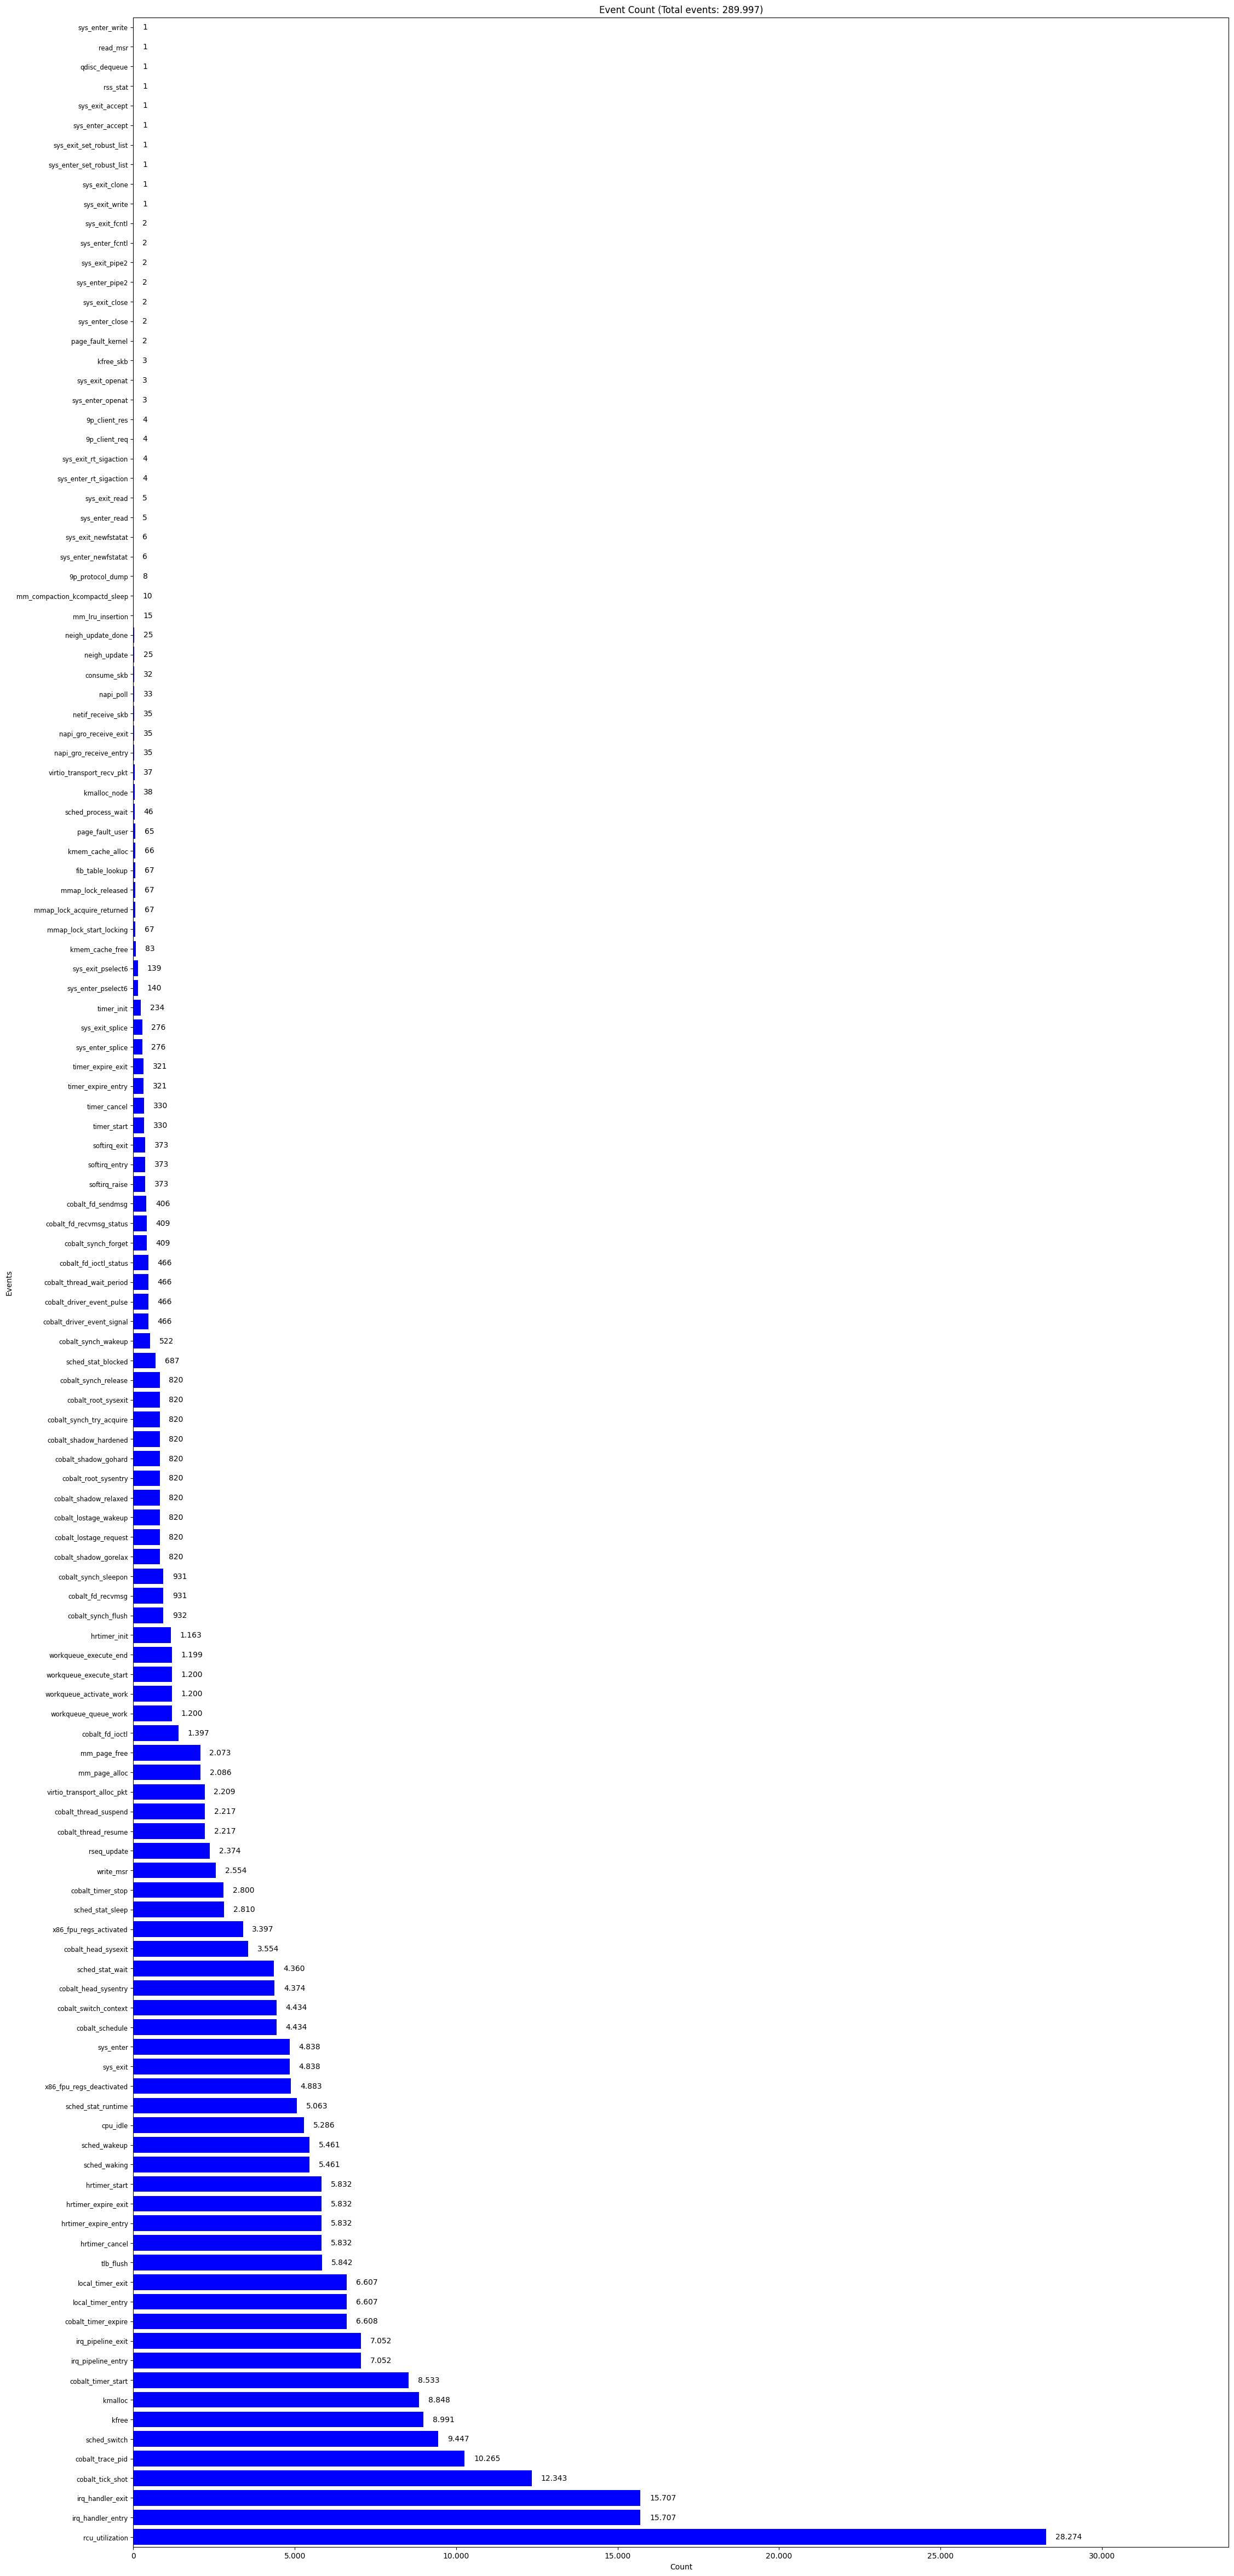 Event Count (Total events: 289.997)
sys_enter_write 1
read_msr 1
qdisc_dequeue 1
rss_stat 1
sys_exit_accept 1
sys_enter_accept 1
sys_exit_set_robust_list 1
sys_enter_set_robust_list 1
sys_exit_clone 1
sys_exit_write 1
sys_exit_fcntl 2
sys_enter_fcntl 2
sys_exit_pipe2 2
sys_enter_pipe2 2
sys_exit_close 2
sys_enter_close 2
page_fault_kernel 2
kfree_skb 3
sys_exit_openat 3
sys_enter_openat 3
9p_client_res 4
9p_client_req 4
sys_exit_rt_sigaction 4
sys_enter_rt_sigaction 4
sys_exit_read 5
sys_enter_read 5
sys_exit_newfstatat 6
sys_enter_newfstatat 6
9p_protocol_dump 8
mm_compaction_kcompactd_sleep 10
mm_lru_insertion 15
neigh_update_done 25
neigh_update 25
consume_skb 32
napi_poll 33
netif_receive_skb 35
napi_gro_receive_exit 35
napi_gro_receive_entry 35
virtio_transport_recv_pkt 37
kmalloc_node 38
sched_process_wait 46
page_fault_user 65
kmem_cache_alloc 66
fib_table_lookup 67
mmap_lock_released 67
mmap_lock_acquire_returned 67
mmap_lock_start_locking 67
kmem_cache_free 83
sys_exit_pselect6 139
sys_enter_pselect6 140
timer_init 234
sys_exit_splice 276
sys_enter_splice 276
timer_expire_exit 321
timer_expire_entry 321
timer_cancel 330
timer_start 330
softirq_exit 373
softirq_entry 373
softirq_raise 373
cobalt_fd_sendmsg 406
cobalt_fd_recvmsg_status 409
cobalt_synch_forget 409
cobalt_fd_ioctl_status 466
cobalt_thread_wait_period 466
Events
cobalt_driver_event_pulse 466
cobalt_driver_event_signal 466
cobalt_synch_wakeup 522
sched_stat_blocked 687
cobalt_synch_release 820
cobalt_root_sysexit 820
cobalt_synch_try_acquire 820
cobalt_shadow_hardened 820
cobalt_shadow_gohard 820
cobalt_root_sysentry 820
cobalt_shadow_relaxed 820
cobalt_lostage_wakeup 820
cobalt_lostage_request 820
cobalt_shadow_gorelax 820
cobalt_synch_sleepon 931
cobalt_fd_recvmsg 931
cobalt_synch_flush 932
hrtimer_init 1.163
workqueue_execute_end 1.199
workqueue_execute_start 1.200
workqueue_activate_work 1.200
workqueue_queue_work 1.200
cobalt_fd_ioctl 1.397
mm_page_free 2.073
mm_page_alloc 2.086
virtio_transport_alloc_pkt 2.209
cobalt_thread_suspend 2.217
cobalt_thread_resume 2.217
rseq_update 2.374
write_msr 2.554
cobalt_timer_stop 2.800
sched_stat_sleep 2.810
x86_fpu_regs_activated 3.397
cobalt_head_sysexit 3.554
sched_stat_wait 4.360
cobalt_head_sysentry 4.374
cobalt_switch_context 4.434
cobalt_schedule 4.434
sys_enter 4.838
sys_exit 4.838
x86_fpu_regs_deactivated 4.883
sched_stat_runtime 5.063
cpu_idle 5.286
sched_wakeup 5.461
sched_waking 5.461
hrtimer_start 5.832
hrtimer_expire_exit 5.832
hrtimer_expire_entry 5.832
hrtimer_cancel 5.832
tlb_flush 5.842
local_timer_exit 6.607
local_timer_entry 6.607
cobalt_timer_expire 6.608
irq_pipeline_exit 7.052
irq_pipeline_entry 7.052
cobalt_timer_start 8.533
kmalloc 8.848
kfree 8.991
sched_switch 9.447
cobalt_trace_pid 10.265
cobalt_tick_shot 12.343
irq_handler_exit 15.707
irq_handler_entry 15.707
rcu_utilization 28.274
0 5.000 10.000 15.000 20.000 25.000 30.000
Count